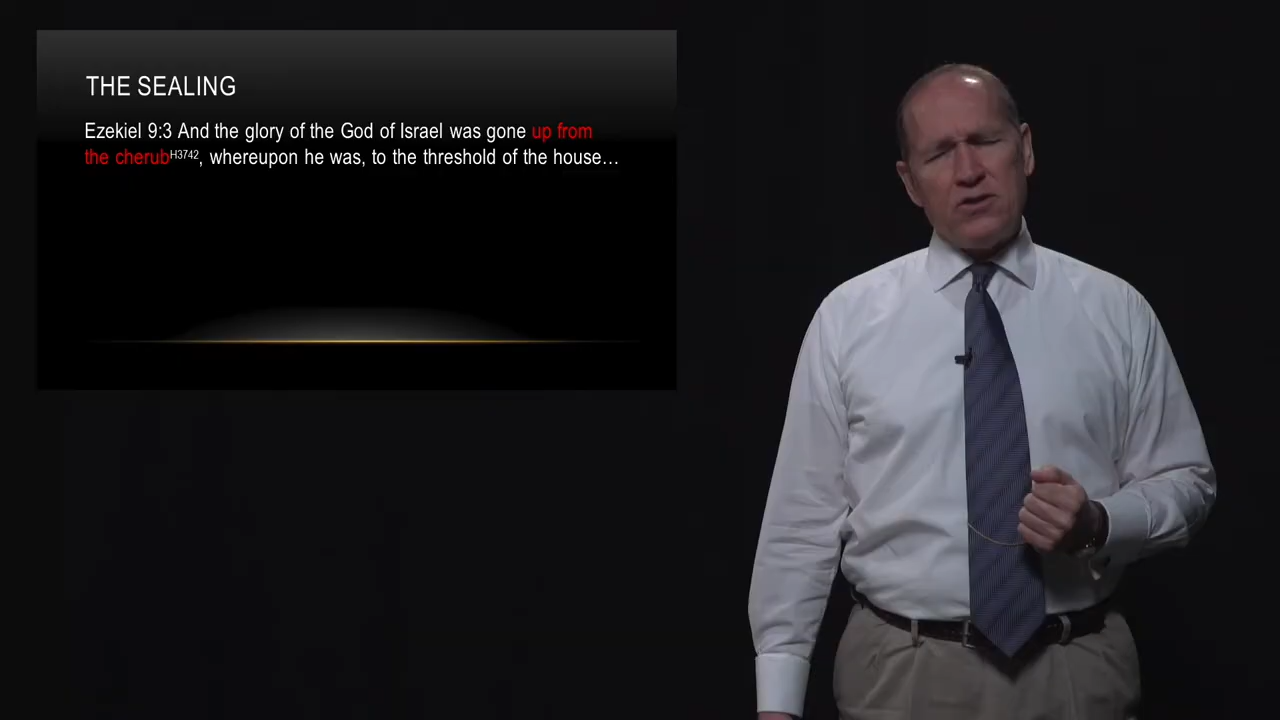 THE SEALING
Ezekiel 9:3 And the glory of the God of Israel was gone up from
the cherubH3742, whereupon he was, to the threshold of the house…